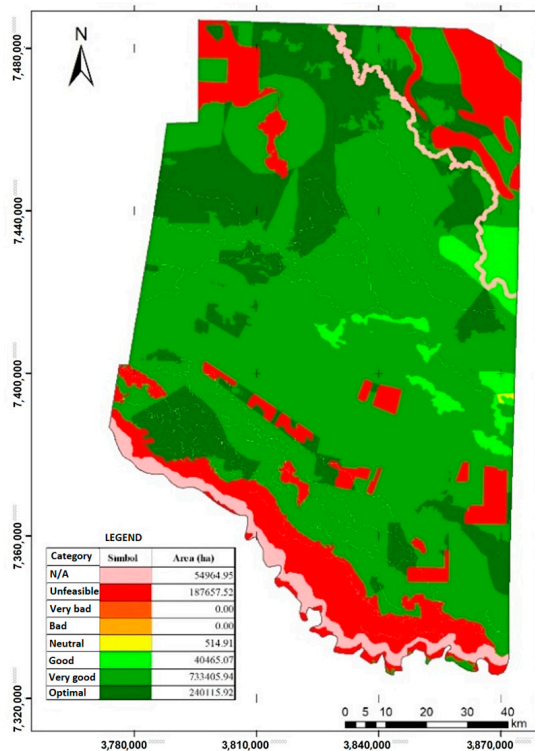 N
7,480,000
7,440,000
7,400,000
7,360,000
7,320,000
LEGEND
Category Simbol Area (ha)
N/A 54964.95
Unfeasible 187657.52
Very bad 0.00
Bad 0.00
Neutral 514.91
Good 40465.07
Very good 733405.94
Optimal 240115.92
0 5 10 20 30 40
km
3,780,000 3,810,000 3,840,000 3,870,000